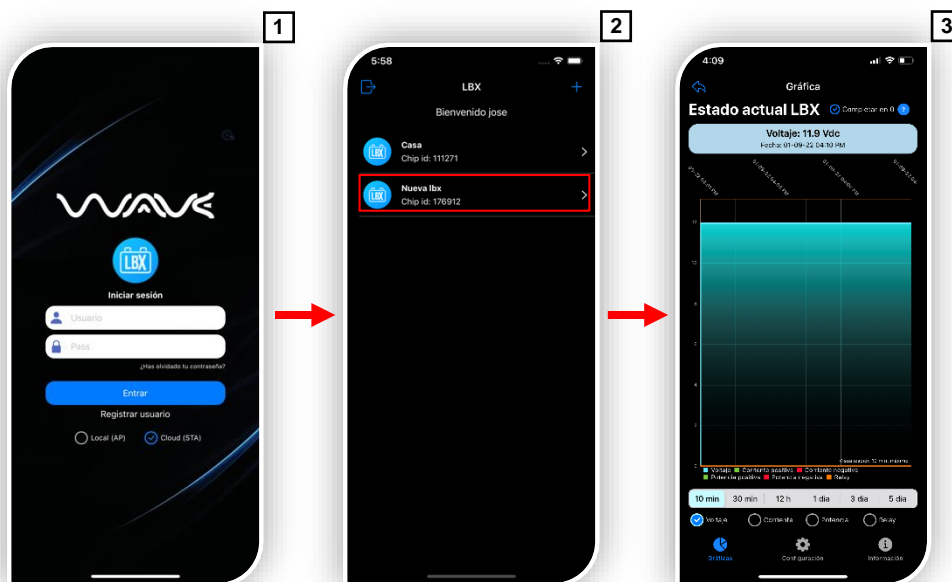 1
WAVE
LBX
Iniciar sesión
Usuario
Pass
¿Has olvidado tu contraseña?
Entrar
Registrar usuario
Local (AP) Cloud (STA)
2
5:58
LBX
Bienvenido jose
LBX
Casa
Chip id: 111271
LBX
Nueva lbx
Chip id: 176912
3
4:09
Gráfica
Estado actual LBX Completar en 0 ?
Voltaje: 11.9 Vdc
Fecha: 01-09-22 04:10 PM
Voltaje Corriente positiva Corriente negativa
Potencia positiva Potencia negativa Relay
10 min 30 min 12 h 1 dia 3 dia 5 dia
Voltaje Corriente Potencia Relay
Gráficas Configuración Información